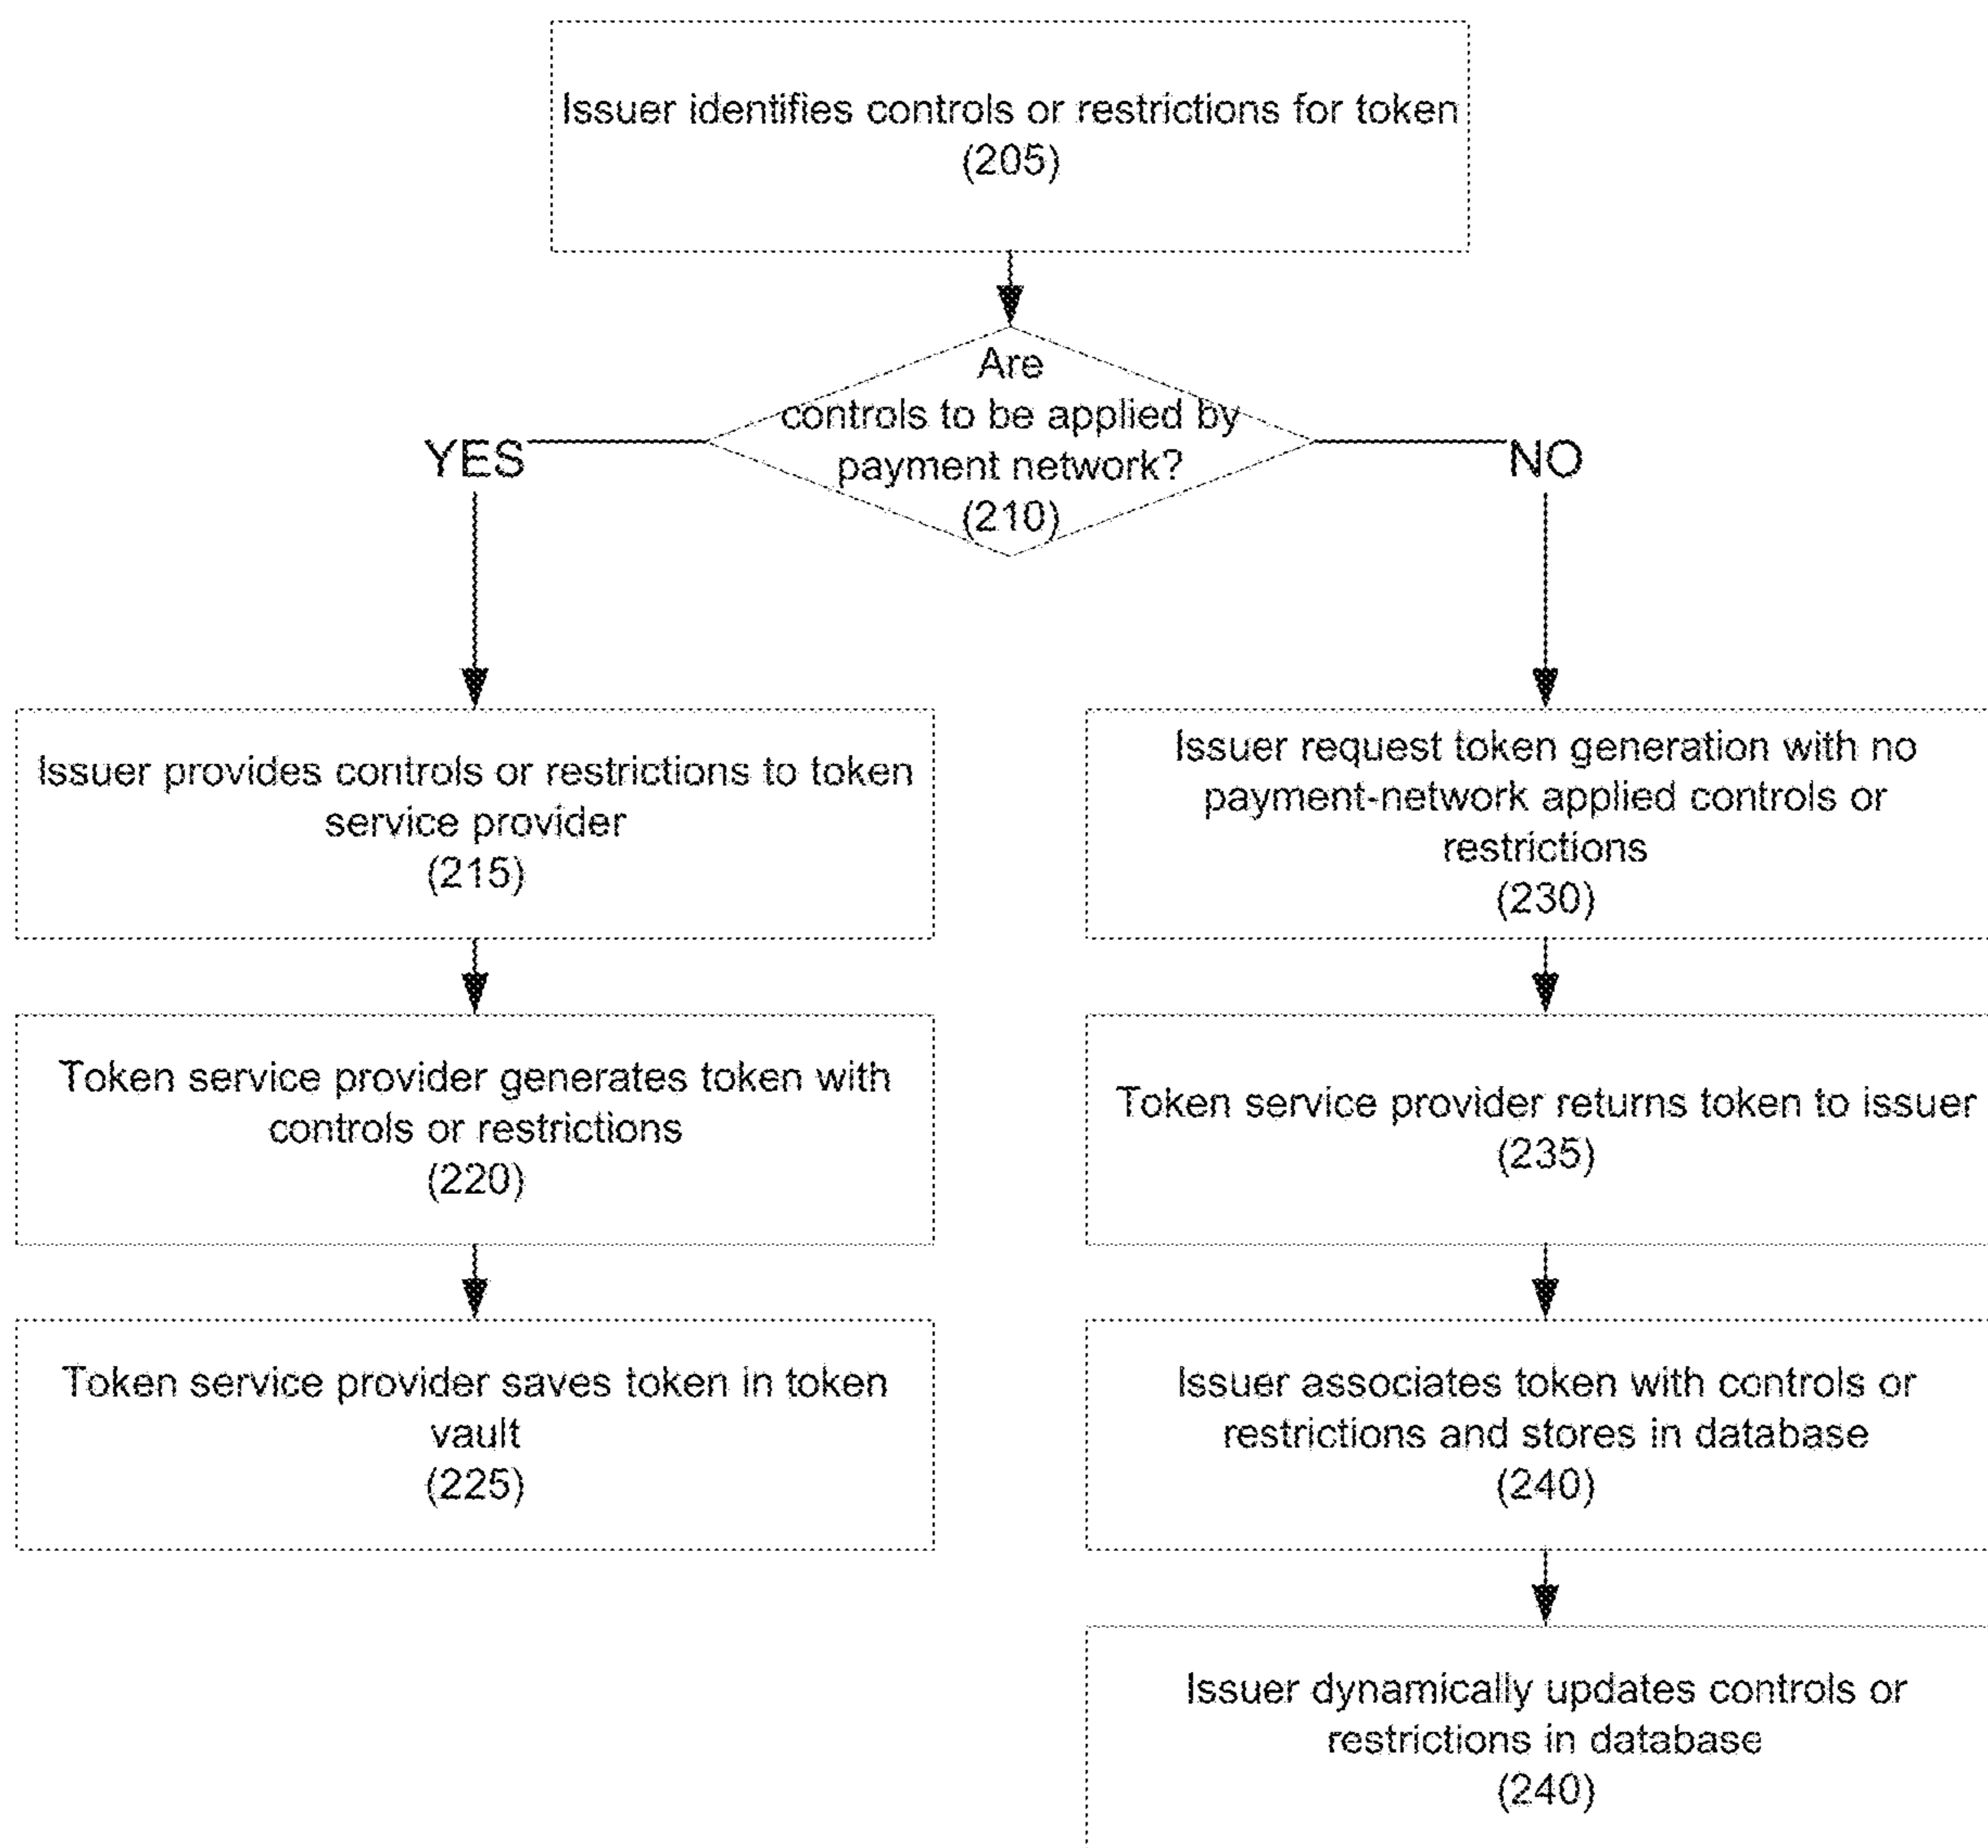 Issuer identifies controls or restrictions for token
(205)
Are
controls to be applied by
payment network?
(210)
YES
NO
Issuer provides controls or restrictions to token
service provider
(215)
Token service provider generates token with
controls or restrictions
(220)
Token service provider saves token in token
vault
(225)
Issuer request token generation with no
payment-network applied controls or
restrictions
(230)
Token service provider returns token to issuer
(235)
Issuer associates token with controls or
restrictions and stores in database
(240)
Issuer dynamically updates controls or
restrictions in database
(240)